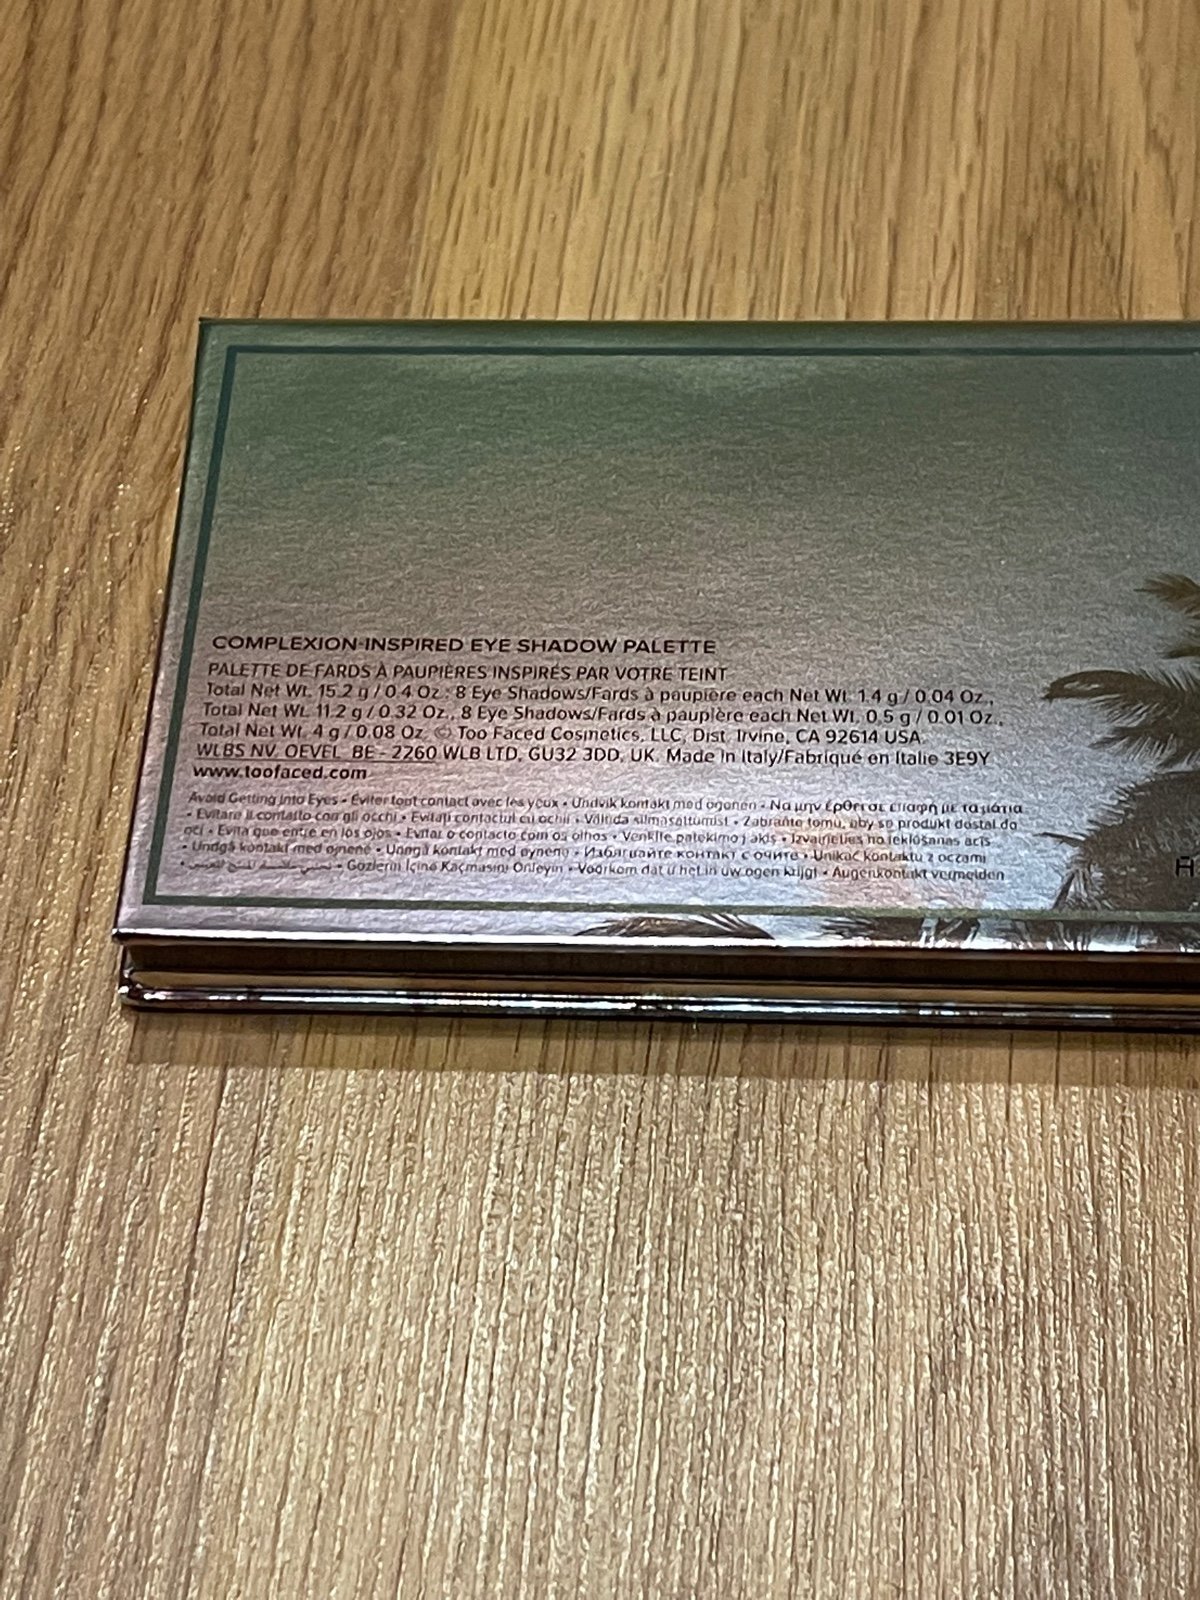 COMPLEXION-INSPIRED EYE SHADOW PALETTE
PALETTE DE FARDS À PAUPIÈRES INSPIRÉS PAR VOTRE TEINT
Total Net Wt. 15.2 g / 0.4 Oz.: 8 Eye Shadows/Fards à paupière each Net Wt. 1.4 g / 0.04 Oz.,
Total Net Wt. 11.2 g / 0.32 Oz., 8 Eye Shadows/Fards à paupière each Net Wt. 0.5 g / 0.01 Oz.,
Total Net Wt. 4 g / 0.08 Oz. © Too Faced Cosmetics, LLC, Dist. Irvine, CA 92614 USA.
WLBS NV. OEVEL, BE - 2260 WLB LTD, GU32 3DD, UK. Made in Italy/Fabriqué en Italie 3E9Y
www.toofaced.com
Avoid Getting Into Eyes • Éviter tout contact avec les yeux • Undvik kontakt med ögonen • Να μην έρθει σε επαφή με τα μάτια
• Evitare il contatto con gli occhi • Evitați contactul cu ochii • Vältida silma sattumist • Zabraňte tomu, aby se produkt dostal do
očí • Evita que entre en los ojos • Evitar o contacto com os olhos • Venkite patekimo į akis • Izvairieties no iekļūšanas acīs
• Undgå kontakt med øjnene • Unngå kontakt med øynene • Избягвайте контакт с очите • Unikać kontaktu z oczami
• Gözlerin İçine Kaçmasını Önleyin • Voorkom dat u het in uw ogen krijgt • Augenkontakt vermeiden